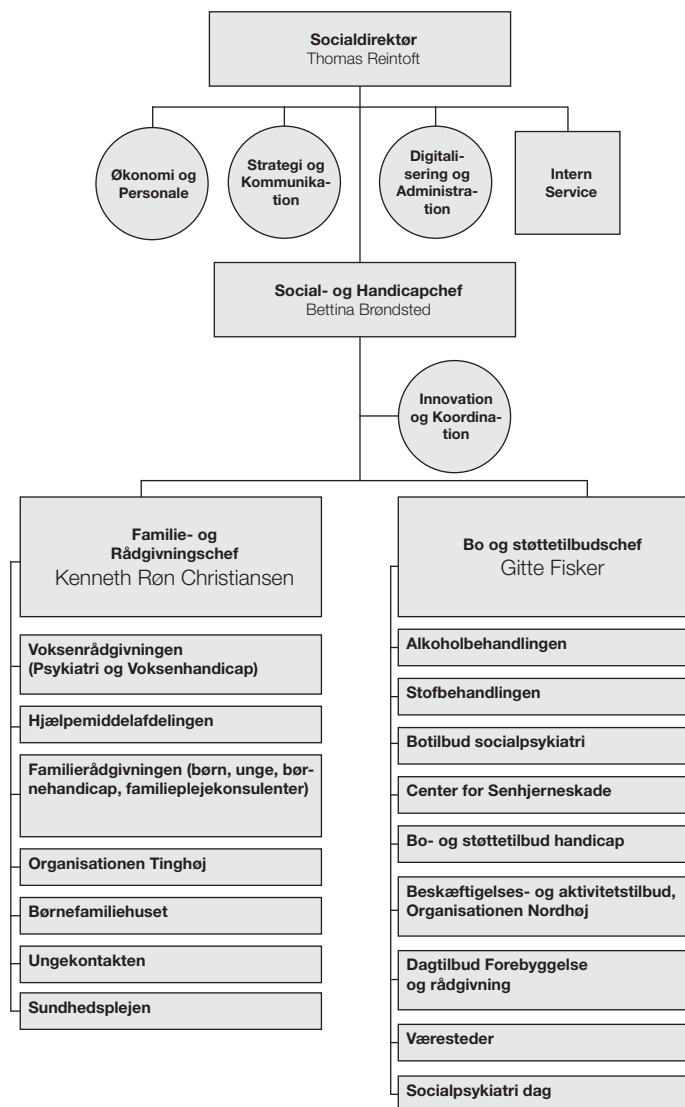 Socialdirektør
Thomas Reintoft
Økonomi og
Personale
Strategi og
Kommunika-
tion
Digitali-
sering og
Administra-
tion
Intern
Service
Social- og Handicapchef
Bettina Brøndsted
Innovation
og Koordina-
tion
Familie- og
Rådgivningschef
Kenneth Røn Christiansen
Voksenrådgivningen
(Psykiatri og Voksenhandicap)
Hjælpemiddelafdelingen
Familierådgivningen (børn, unge, bør-
nehandicap, familieplejekonsulenter)
Organisationen Tinghøj
Børnefamiliehuset
Ungekontakten
Sundhedsplejen
Bo og støttetilbudschef
Gitte Fisker
Alkoholbehandlingen
Stofbehandlingen
Botilbud socialpsykiatri
Center for Senhjerneskade
Bo- og støttetilbud handicap
Beskæftigelses- og aktivitetstilbud,
Organisationen Nordhøj
Dagtilbud Forebyggelse
og rådgivning
Væresteder
Socialpsykiatri dag